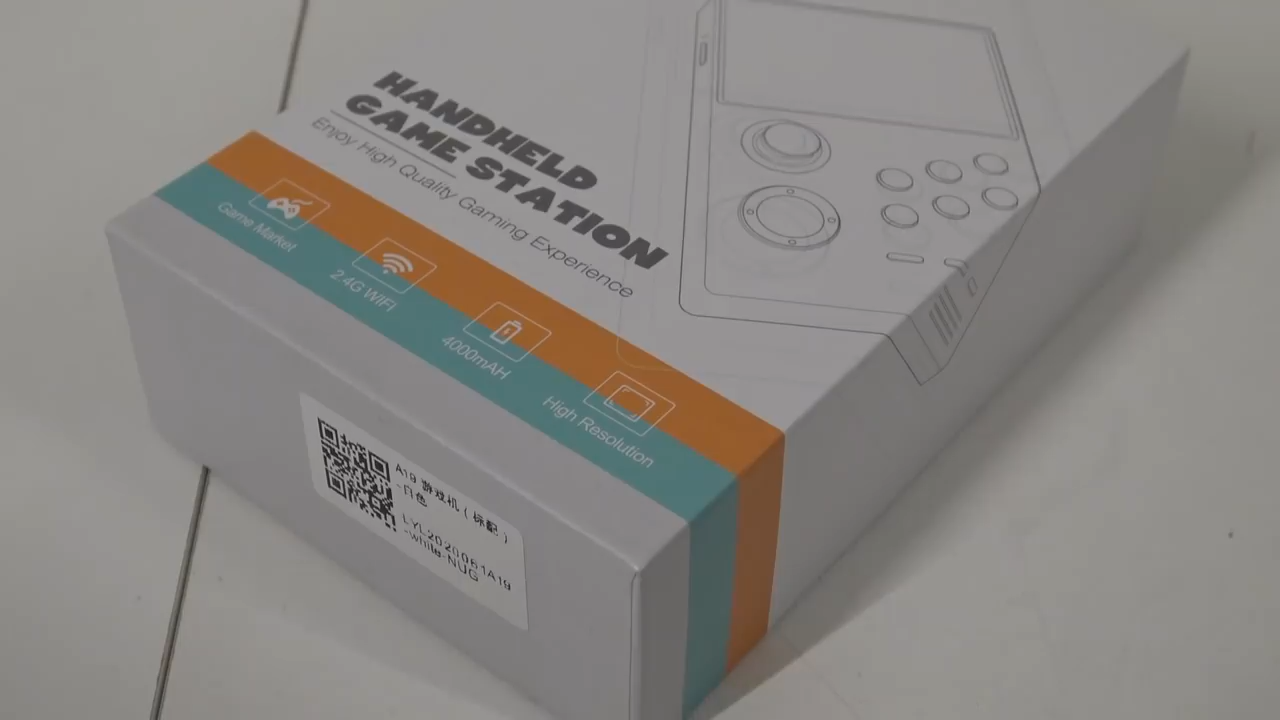 HANDHELD
GAME STATION
Enjoy High Quality Gaming Experience
Game Market
2.4G WIFI
4000mAH
High Resolution
A19 游戏机（标配）
-白色
LYL2020061A19
-white-NUG